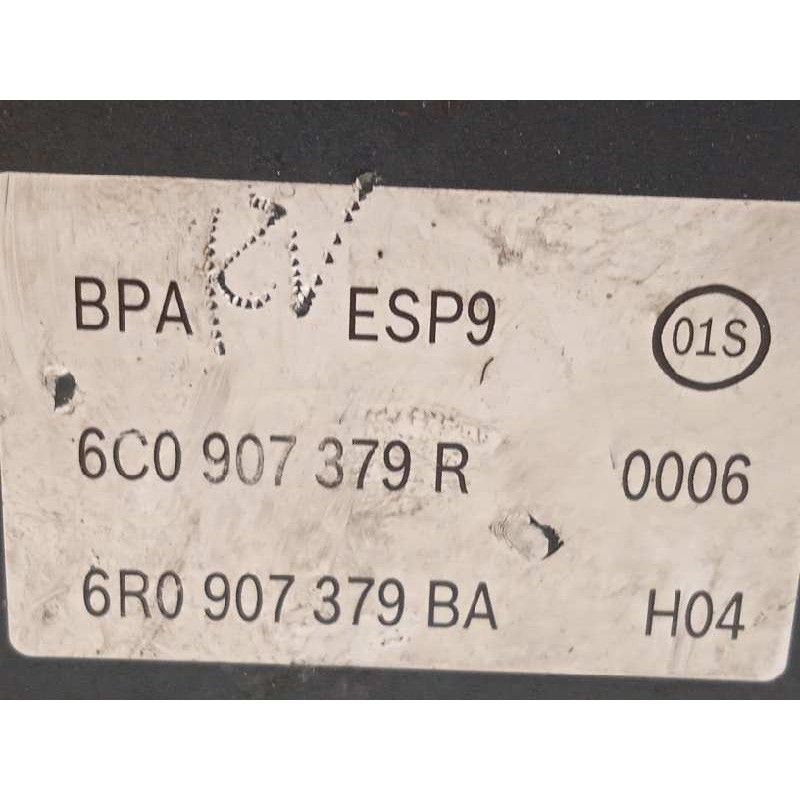 BPA ESP9 01S
6C0 907 379 R 0006
6R0 907 379 BA H04